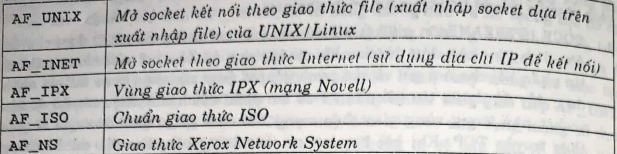 AF_UNIX Mở socket kết nối theo giao thức file (xuất nhập socket dựa trên
xuất nhập file) của UNIX/Linux
AF_INET Mở socket theo giao thức Internet (sử dụng địa chỉ IP để kết nối)
AF_IPX Vùng giao thức IPX (mạng Novell)
AF_ISO Chuẩn giao thức ISO
AF_NS Giao thức Xerox Network System